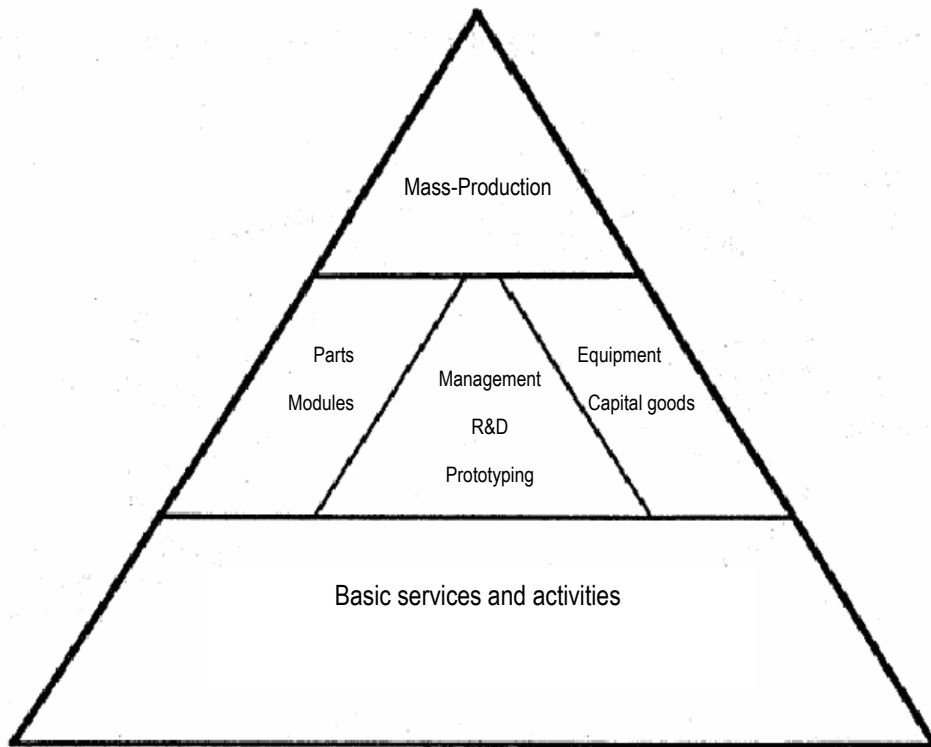 Mass-Production
Parts
Modules
Management
R&D
Prototyping
Equipment
Capital goods
Basic services and activities